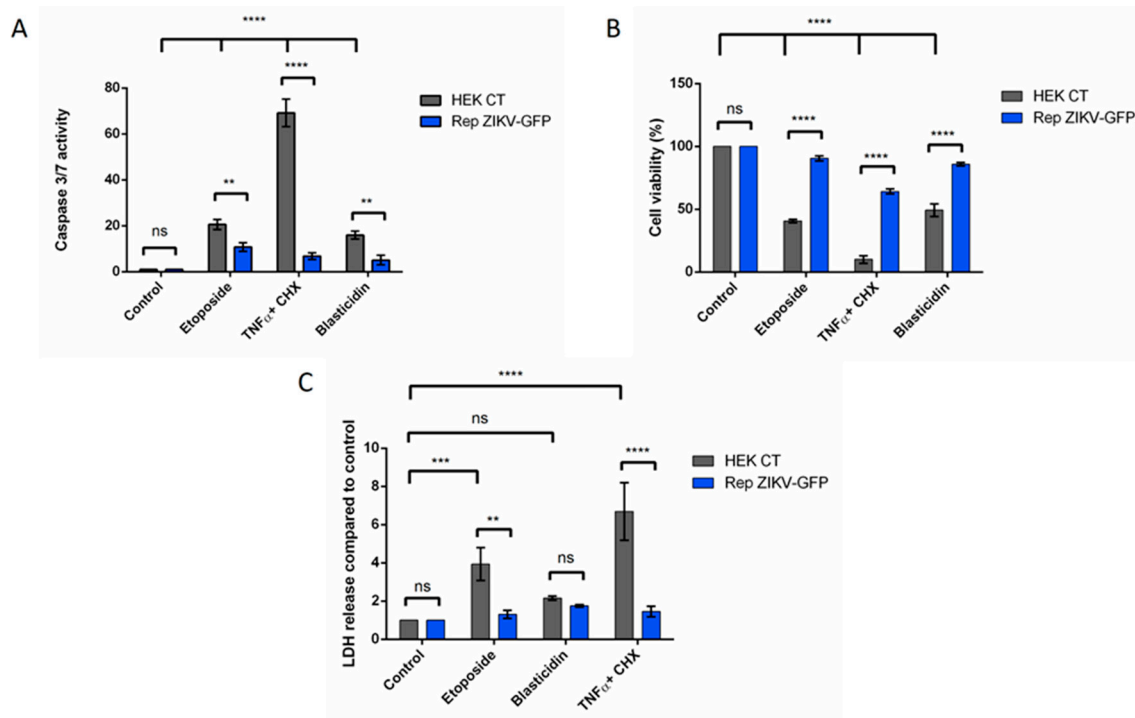 A
****
****
**
**
ns
Caspase 3/7 activity
80
60
40
20
0
Control
Etoposide
TNFα+ CHX
Blasticidin
HEK CT
Rep ZIKV-GFP
B
****
ns
****
****
****
Cell viability (%)
150
100
50
0
Control
Etoposide
TNFα+ CHX
Blasticidin
HEK CT
Rep ZIKV-GFP
C
****
ns
***
****
**
ns
ns
LDH release compared to control
10
8
6
4
2
0
Control
Etoposide
Blasticidin
TNFα+ CHX
HEK CT
Rep ZIKV-GFP